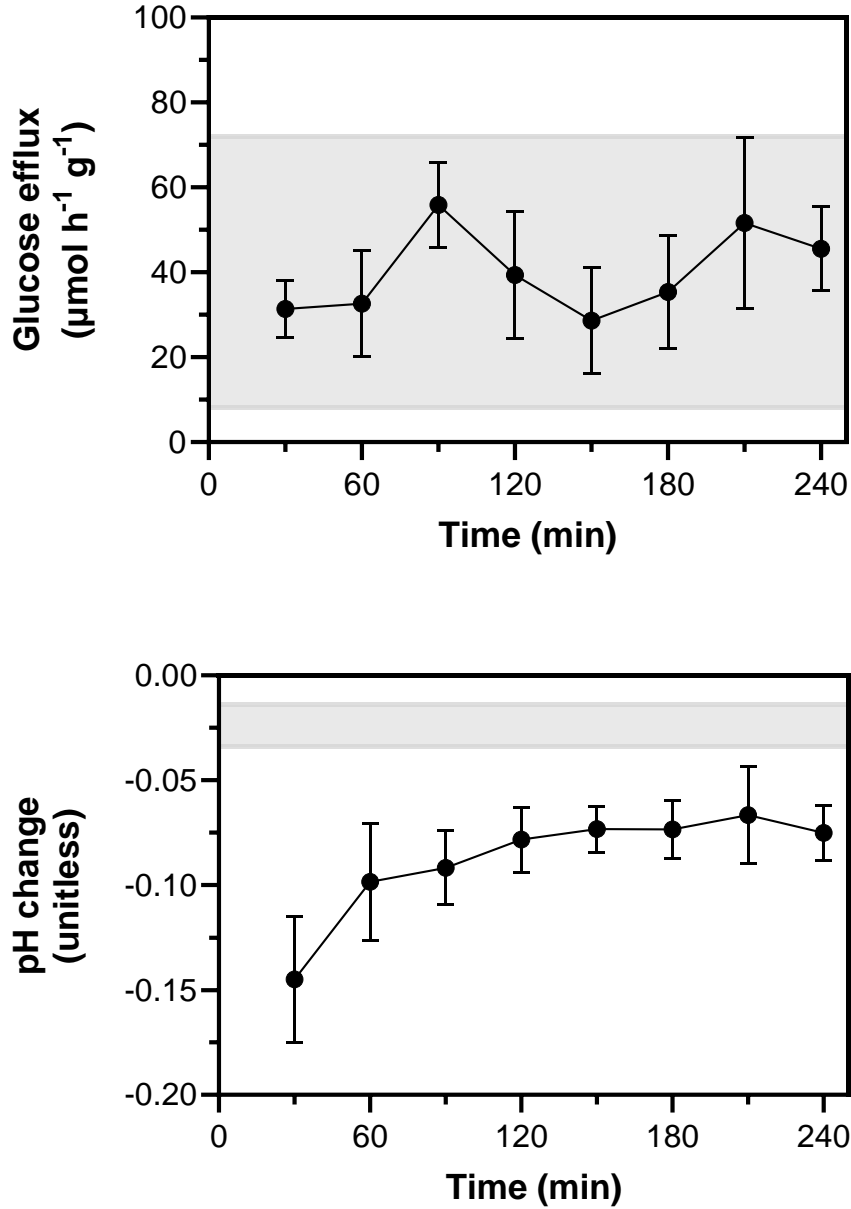 100
80
60
40
20
0
Glucose efflux
(µmol h⁻¹ g⁻¹)
0 60 120 180 240
Time (min)
0.00
-0.05
-0.10
-0.15
-0.20
pH change
(unitless)
0 60 120 180 240
Time (min)